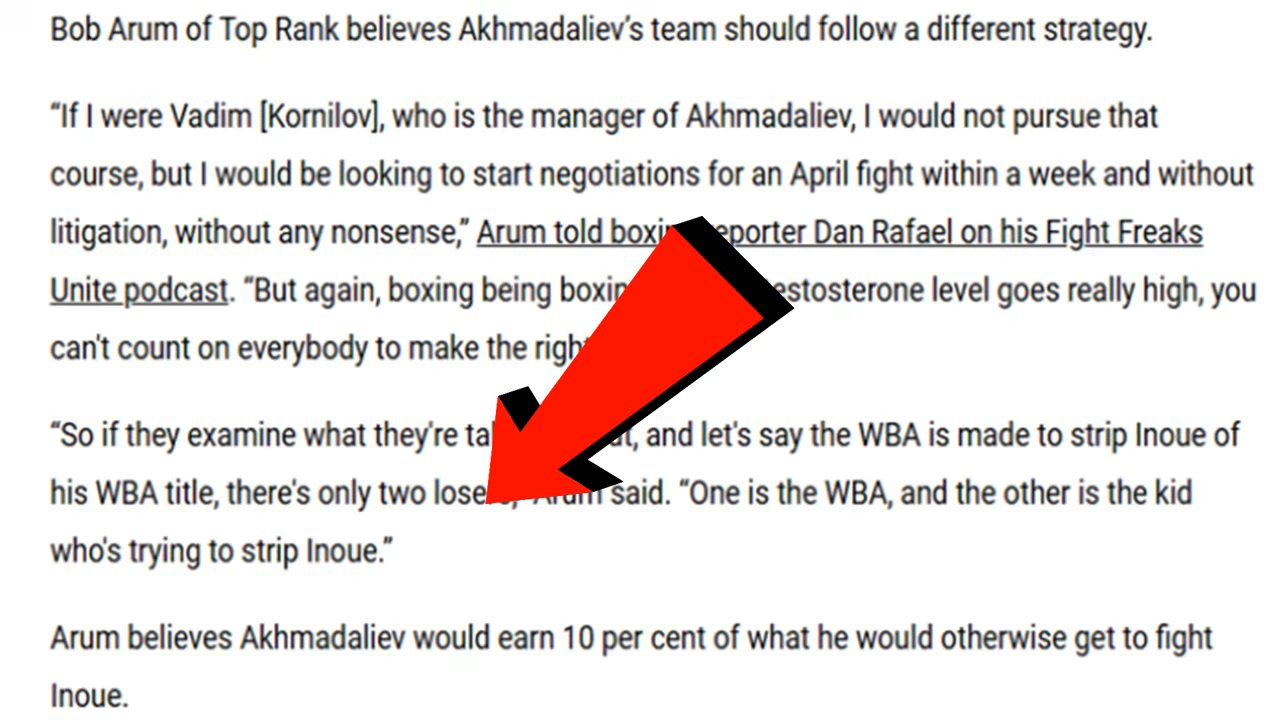 Bob Arum of Top Rank believes Akhmadaliev’s team should follow a different strategy.
“If I were Vadim [Kornilov], who is the manager of Akhmadaliev, I would not pursue that
course, but I would be looking to start negotiations for an April fight within a week and without
litigation, without any nonsense,” Arum told boxing reporter Dan Rafael on his Fight Freaks
Unite podcast. “But again, boxing being boxing testosterone level goes really high, you
can't count on everybody to make the right
“So if they examine what they're and let's say the WBA is made to strip Inoue of
his WBA title, there's only two losers,” Arum said. “One is the WBA, and the other is the kid
who's trying to strip Inoue.”
Arum believes Akhmadaliev would earn 10 per cent of what he would otherwise get to fight
Inoue.